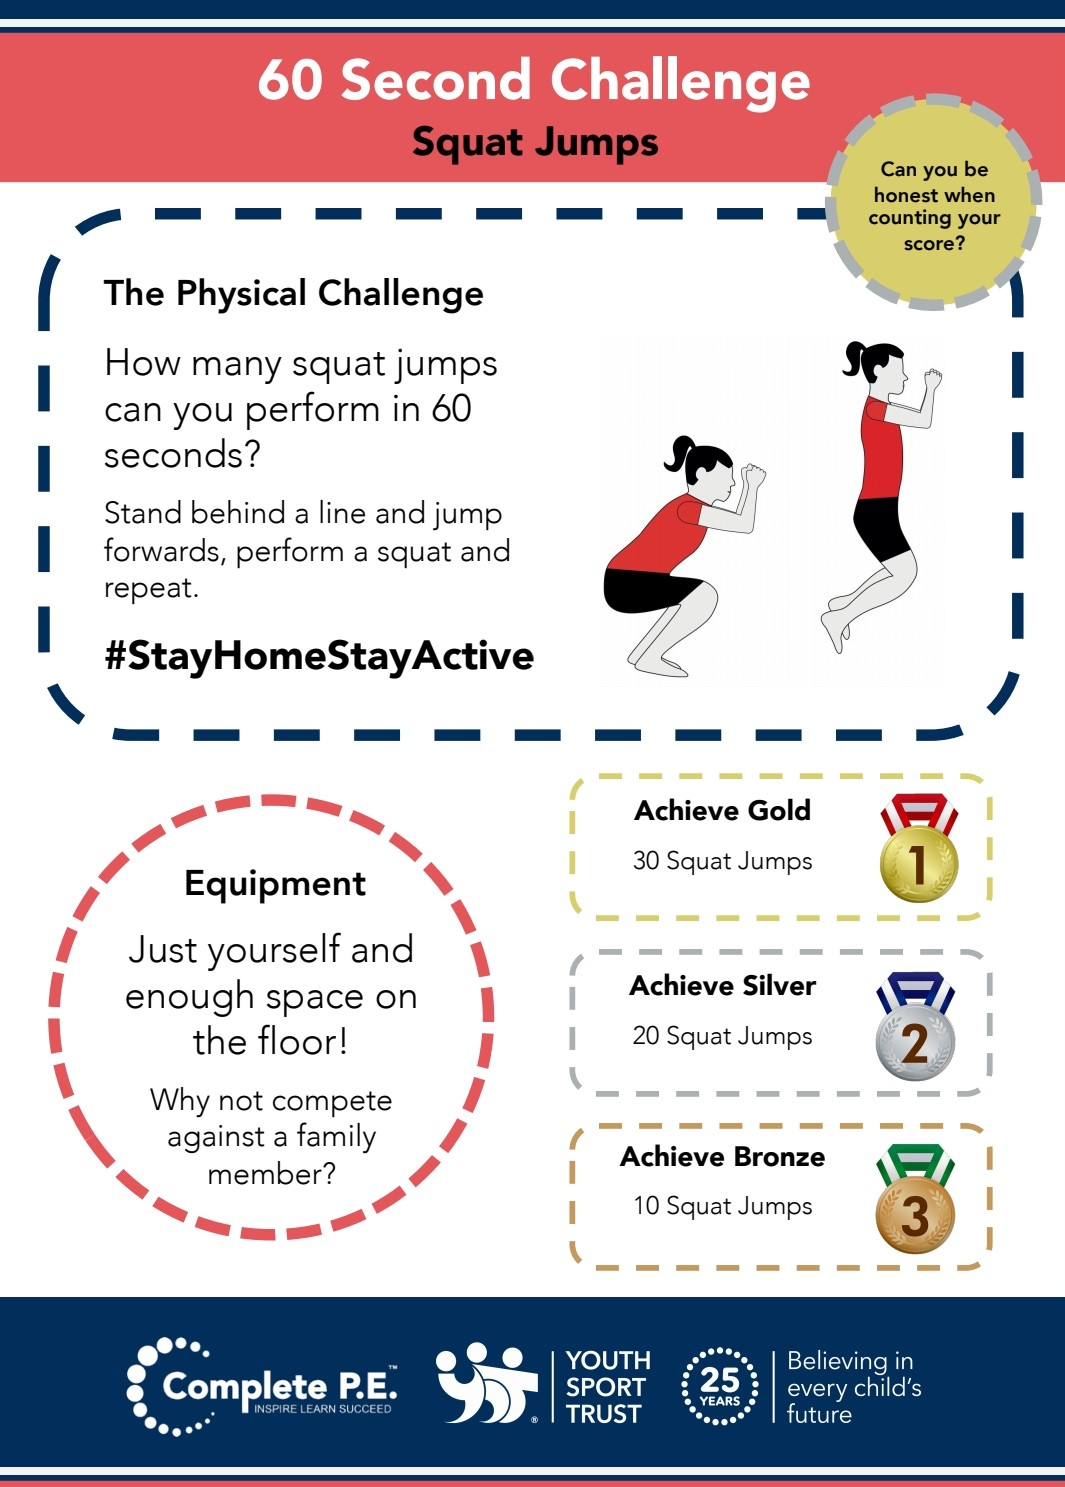 60 Second Challenge
Squat Jumps
Can you be
honest when
counting your
score?
The Physical Challenge
How many squat jumps
can you perform in 60
seconds?
Stand behind a line and jump
forwards, perform a squat and
repeat.
#StayHomeStayActive
Equipment
Just yourself and
enough space on
the floor!
Why not compete
against a family
member?
Achieve Gold
30 Squat Jumps
1
Achieve Silver
20 Squat Jumps
2
Achieve Bronze
10 Squat Jumps
3
Complete P.E.™
INSPIRE LEARN SUCCEED
®
YOUTH
SPORT
TRUST
25
YEARS
Believing in
every child's
future